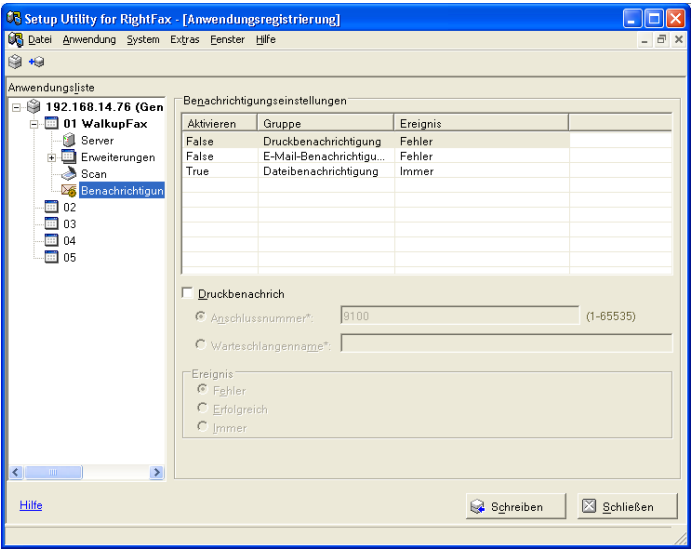 Setup Utility for RightFax - [Anwendungsregistrierung]
Datei Anwendung System Extras Fenster Hilfe
Anwendungsliste
192.168.14.76 (Gen
01 WalkupFax
Server
Erweiterungen
Scan
Benachrichtigun
02
03
04
05
Benachrichtigungseinstellungen
Aktivieren Gruppe Ereignis
False Druckbenachrichtigung Fehler
False E-Mail-Benachrichtigu... Fehler
True Dateibenachrichtigung Immer
Druckbenachrich
Anschlussnummer*: 9100 (1-65535)
Warteschlangenname*:
Ereignis
Fehler
Erfolgreich
Immer
Hilfe
Schreiben
Schließen